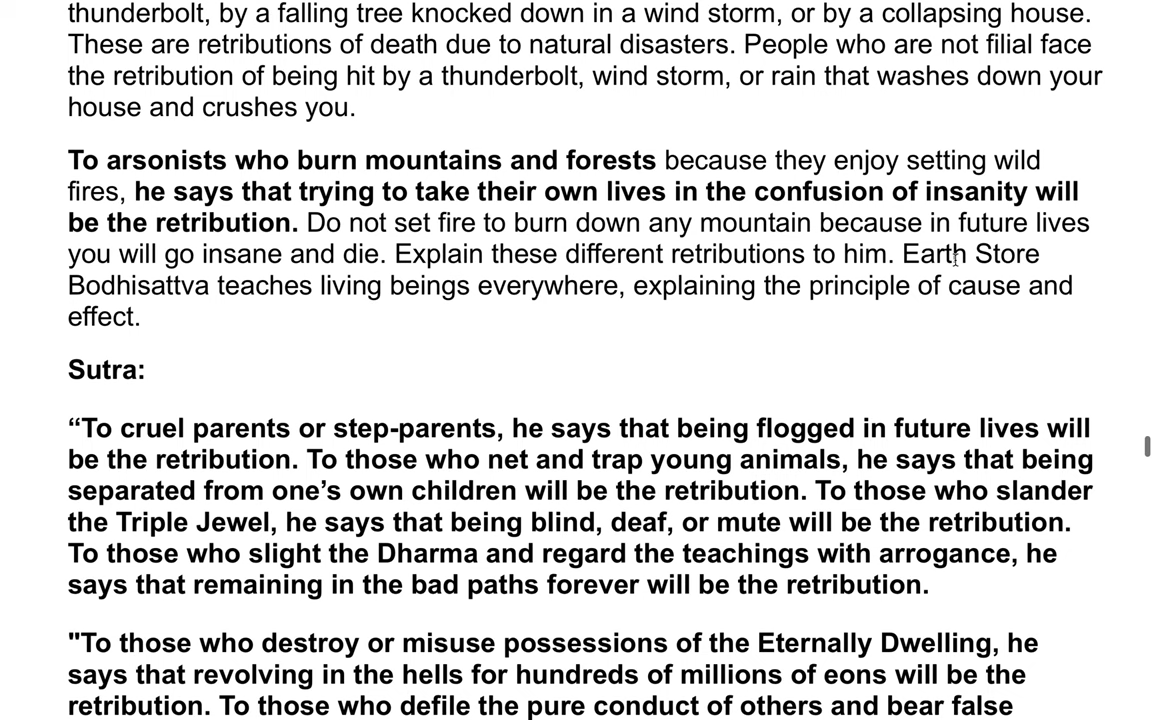 thunderbolt, by a falling tree knocked down in a wind storm, or by a collapsing house.
These are retributions of death due to natural disasters. People who are not filial face
the retribution of being hit by a thunderbolt, wind storm, or rain that washes down your
house and crushes you.
To arsonists who burn mountains and forests because they enjoy setting wild
fires, he says that trying to take their own lives in the confusion of insanity will
be the retribution. Do not set fire to burn down any mountain because in future lives
you will go insane and die. Explain these different retributions to him. Earth Store
Bodhisattva teaches living beings everywhere, explaining the principle of cause and
effect.
Sutra:
“To cruel parents or step-parents, he says that being flogged in future lives will
be the retribution. To those who net and trap young animals, he says that being
separated from one’s own children will be the retribution. To those who slander
the Triple Jewel, he says that being blind, deaf, or mute will be the retribution.
To those who slight the Dharma and regard the teachings with arrogance, he
says that remaining in the bad paths forever will be the retribution.
"To those who destroy or misuse possessions of the Eternally Dwelling, he
says that revolving in the hells for hundreds of millions of eons will be the
retribution. To those who defile the pure conduct of others and bear false